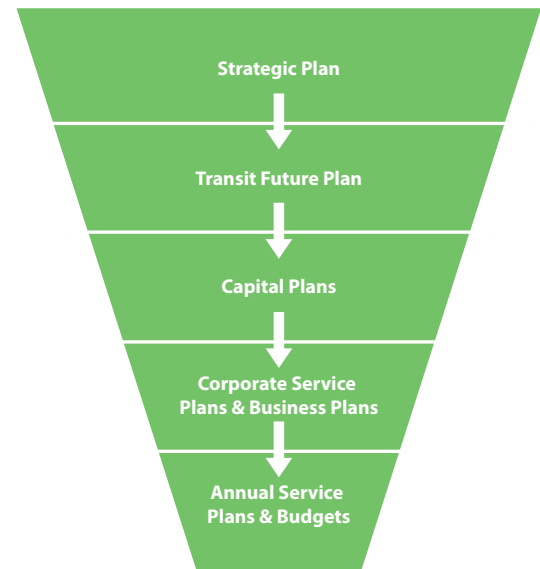 Strategic Plan
Transit Future Plan
Capital Plans
Corporate Service
Plans & Business Plans
Annual Service
Plans & Budgets